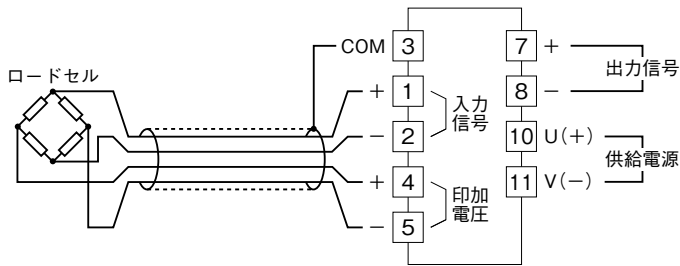 ロードセル
COM 3
+ 1
− 2
入力
信号
+ 4
− 5
印加
電圧
7 +
8 −
出力信号
10 U(+)
11 V(−)
供給電源